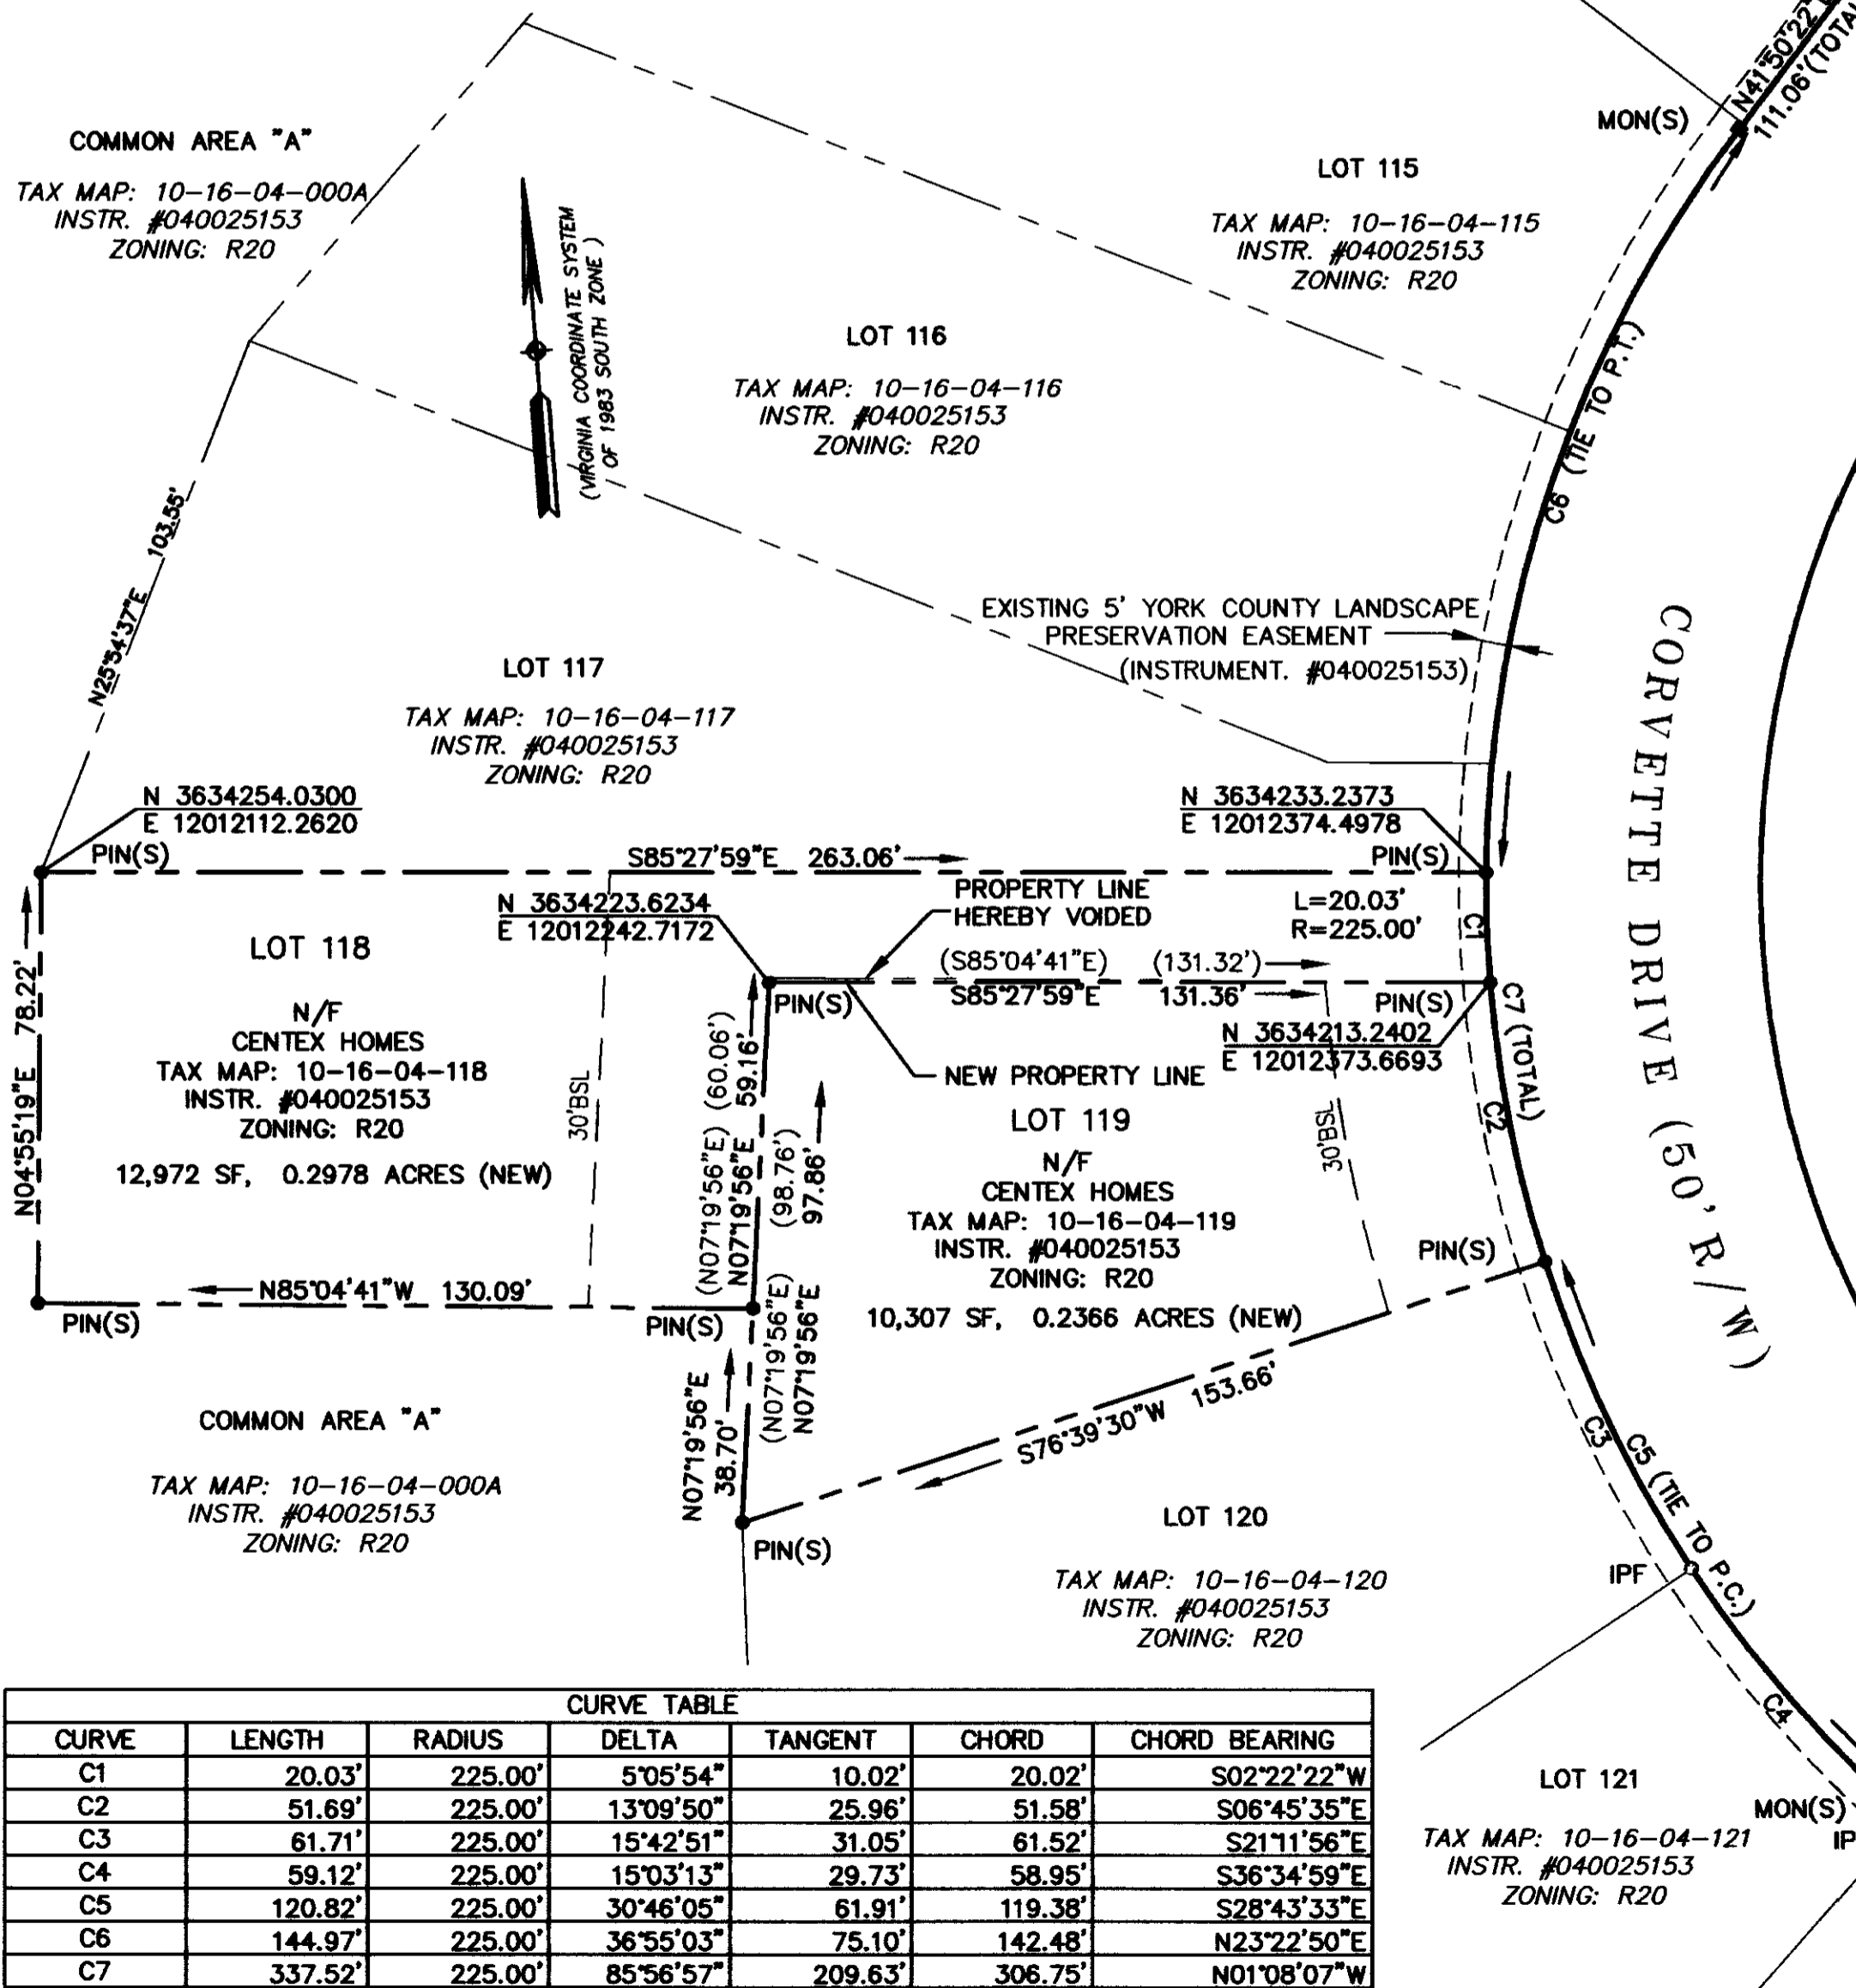 N41°50'22"
111.06'(TOTAL
MON(S)
COMMON AREA "A"
TAX MAP: 10-16-04-000A
INSTR. #040025153
ZONING: R20
LOT 115
TAX MAP: 10-16-04-115
INSTR. #040025153
ZONING: R20
(VIRGINIA COORDINATE SYSTEM
OF 1983 SOUTH ZONE )
LOT 116
TAX MAP: 10-16-04-116
INSTR. #040025153
ZONING: R20
C6 (TIE TO P.T.)
N25°54'37"E 103.55'
EXISTING 5' YORK COUNTY LANDSCAPE
PRESERVATION EASEMENT
(INSTRUMENT. #040025153)
CORVETTE DRIVE (50' R/W)
LOT 117
TAX MAP: 10-16-04-117
INSTR. #040025153
ZONING: R20
N 3634254.0300
E 12012112.2620
PIN(S)
N 3634233.2373
E 12012374.4978
PIN(S)
S85°27'59"E 263.06'
N 3634223.6234
E 12012242.7172
PROPERTY LINE
HEREBY VOIDED
L=20.03'
R=225.00'
C1
(S85°04'41"E) (131.32')
S85°27'59"E 131.36'
PIN(S)
PIN(S)
N 3634213.2402
E 12012373.6693
NEW PROPERTY LINE
C7 (TOTAL)
C2
LOT 118
N/F
CENTEX HOMES
TAX MAP: 10-16-04-118
INSTR. #040025153
ZONING: R20
12,972 SF, 0.2978 ACRES (NEW)
N04°55'19"E 78.22'
30'BSL
(N07°19'56"E) (60.06')
N07°19'56"E 59.16'
(N07°19'56"E) (98.76')
N07°19'56"E 97.86'
LOT 119
N/F
CENTEX HOMES
TAX MAP: 10-16-04-119
INSTR. #040025153
ZONING: R20
10,307 SF, 0.2366 ACRES (NEW)
30'BSL
PIN(S)
N85°04'41"W 130.09'
PIN(S)
PIN(S)
N07°19'56"E
38.70'
S76°39'30"W 153.66'
PIN(S)
C3
C5 (TIE TO P.C.)
COMMON AREA "A"
TAX MAP: 10-16-04-000A
INSTR. #040025153
ZONING: R20
LOT 120
TAX MAP: 10-16-04-120
INSTR. #040025153
ZONING: R20
IPF
C4
LOT 121
TAX MAP: 10-16-04-121
INSTR. #040025153
ZONING: R20
MON(S)
CURVE TABLE
CURVE LENGTH RADIUS DELTA TANGENT CHORD CHORD BEARING
C1 20.03' 225.00' 5°05'54" 10.02' 20.02' S02°22'22"W
C2 51.69' 225.00' 13°09'50" 25.96' 51.58' S06°45'35"E
C3 61.71' 225.00' 15°42'51" 31.05' 61.52' S21°11'56"E
C4 59.12' 225.00' 15°03'13" 29.73' 58.95' S36°34'59"E
C5 120.82' 225.00' 30°46'05" 61.91' 119.38' S28°43'33"E
C6 144.97' 225.00' 36°55'03" 75.10' 142.48' N23°22'50"E
C7 337.52' 225.00' 85°56'57" 209.63' 306.75' N01°08'07"W